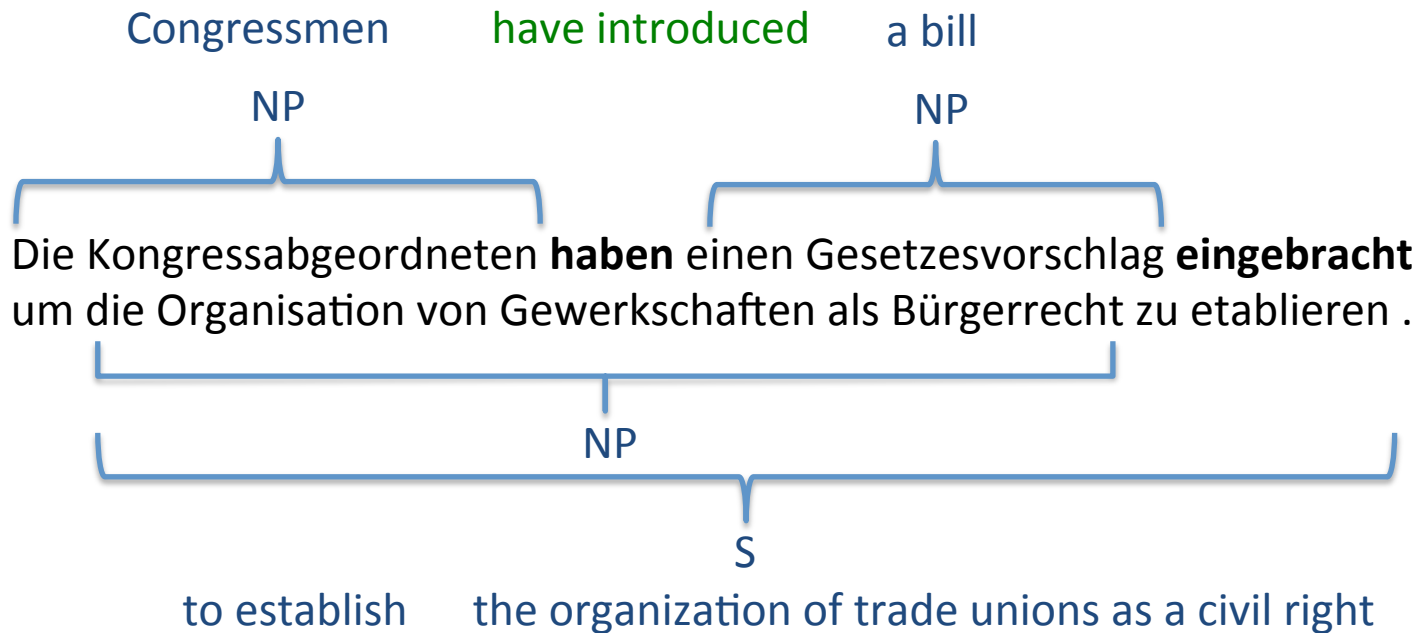 Congressmen have introduced a bill
NP NP
Die Kongressabgeordneten haben einen Gesetzesvorschlag eingebracht
um die Organisation von Gewerkschaften als Bürgerrecht zu etablieren .
NP
S
to establish the organization of trade unions as a civil right